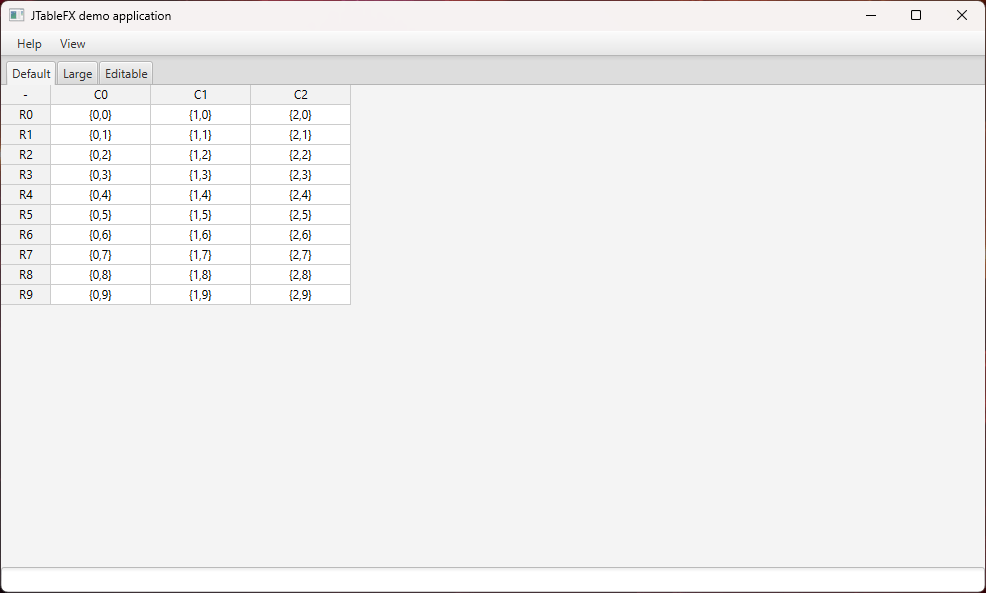 JTableFX demo application
Help View
Default Large Editable
- C0 C1 C2
R0 {0,0} {1,0} {2,0}
R1 {0,1} {1,1} {2,1}
R2 {0,2} {1,2} {2,2}
R3 {0,3} {1,3} {2,3}
R4 {0,4} {1,4} {2,4}
R5 {0,5} {1,5} {2,5}
R6 {0,6} {1,6} {2,6}
R7 {0,7} {1,7} {2,7}
R8 {0,8} {1,8} {2,8}
R9 {0,9} {1,9} {2,9}